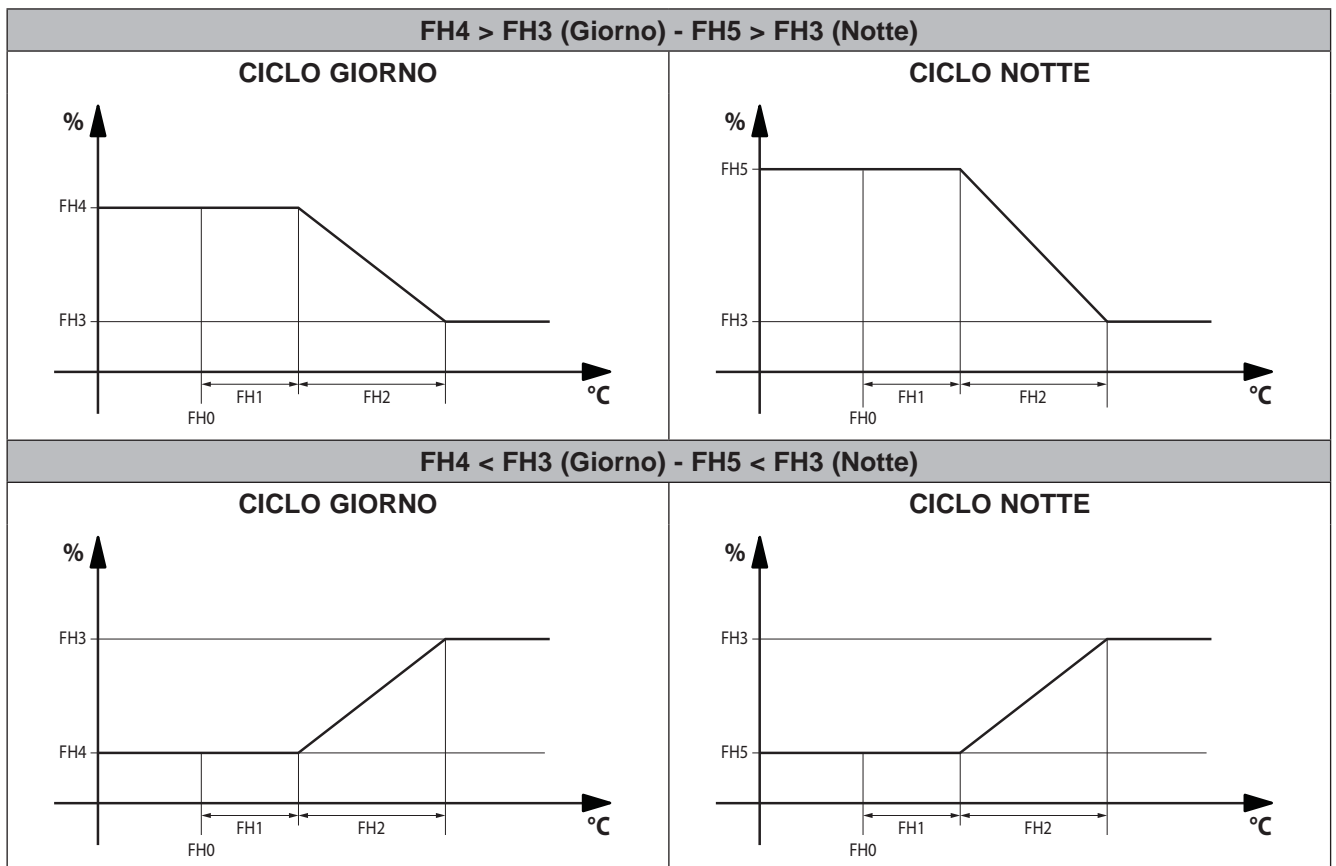 FH4 > FH3 (Giorno) - FH5 > FH3 (Notte)
CICLO GIORNO
%
FH4
FH3
FH1
FH2
°C
FH0
CICLO NOTTE
%
FH5
FH3
FH1
FH2
°C
FH0
FH4 < FH3 (Giorno) - FH5 < FH3 (Notte)
CICLO GIORNO
%
FH3
FH4
FH1
FH2
°C
FH0
CICLO NOTTE
%
FH3
FH5
FH1
FH2
°C
FH0